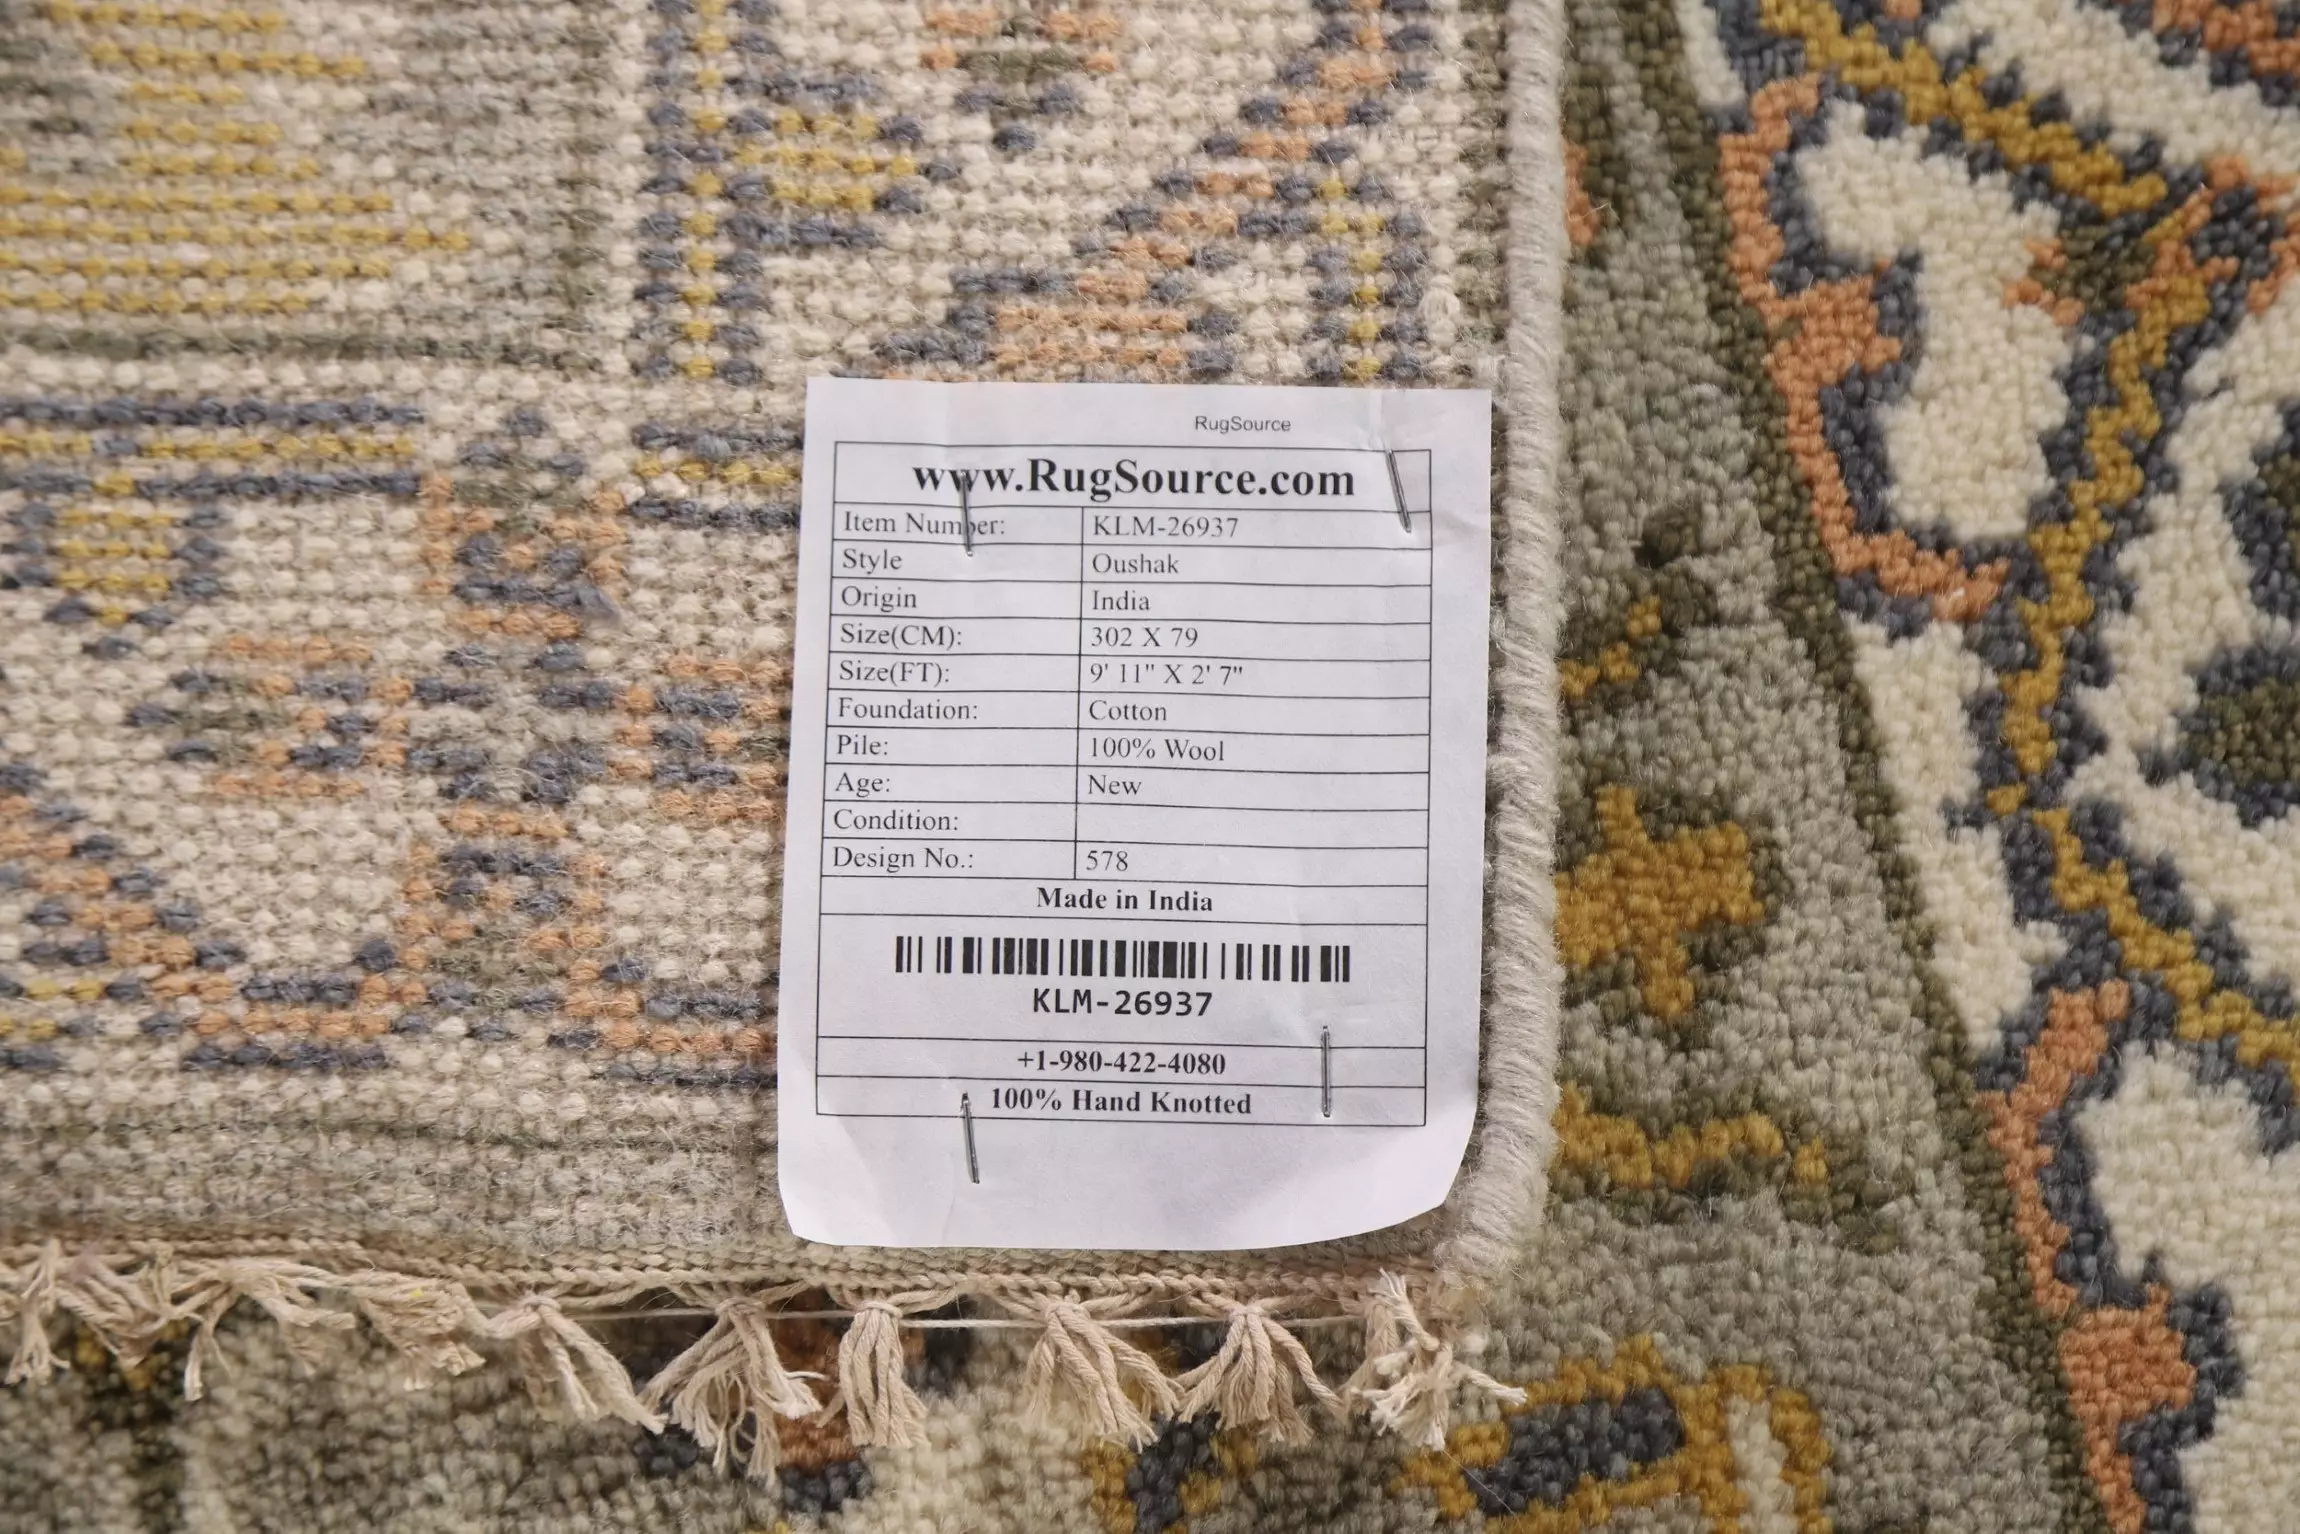 RugSource
www.RugSource.com
Item Number: KLM-26937
Style Oushak
Origin India
Size(CM): 302 X 79
Size(FT): 9' 11" X 2' 7"
Foundation: Cotton
Pile: 100% Wool
Age: New
Condition:
Design No.: 578
Made in India
KLM-26937
+1-980-422-4080
100% Hand Knotted